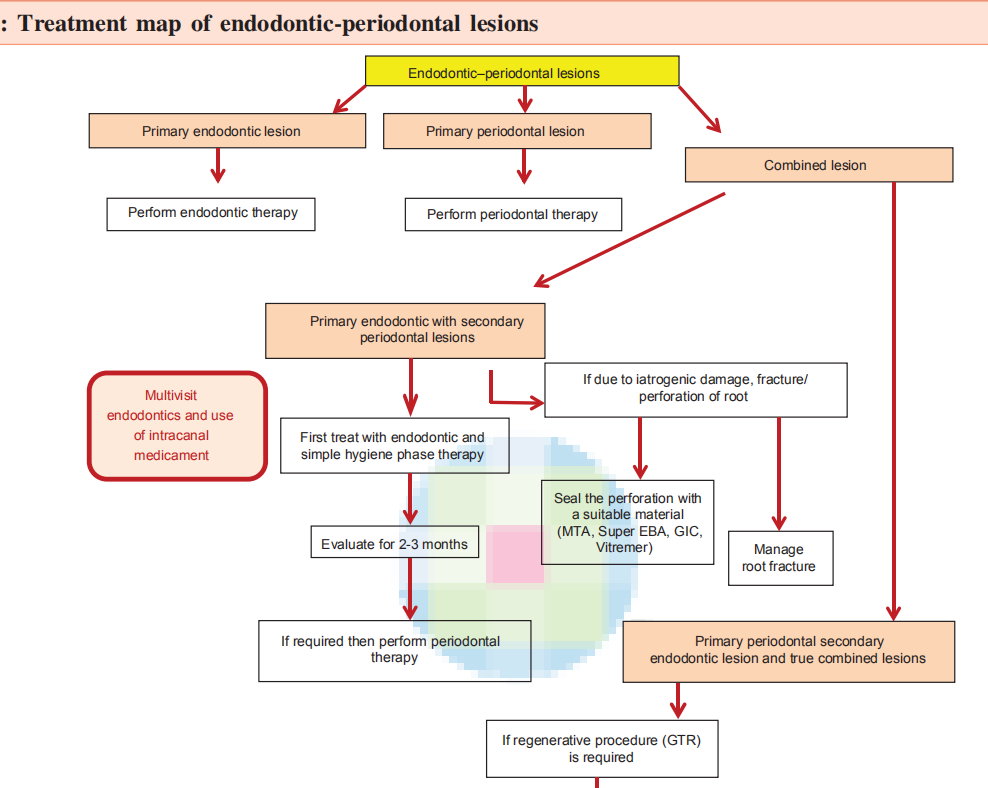 : Treatment map of endodontic-periodontal lesions
Endodontic–periodontal lesions
Primary endodontic lesion
Primary periodontal lesion
Combined lesion
Perform endodontic therapy
Perform periodontal therapy
Primary endodontic with secondary
periodontal lesions
If due to iatrogenic damage, fracture/
perforation of root
Multivisit
endodontics and use
of intracanal
medicament
First treat with endodontic and
simple hygiene phase therapy
Seal the perforation with
a suitable material
(MTA, Super EBA, GIC,
Vitremer)
Evaluate for 2-3 months
Manage
root fracture
If required then perform periodontal
therapy
Primary periodontal secondary
endodontic lesion and true combined lesions
If regenerative procedure (GTR)
is required